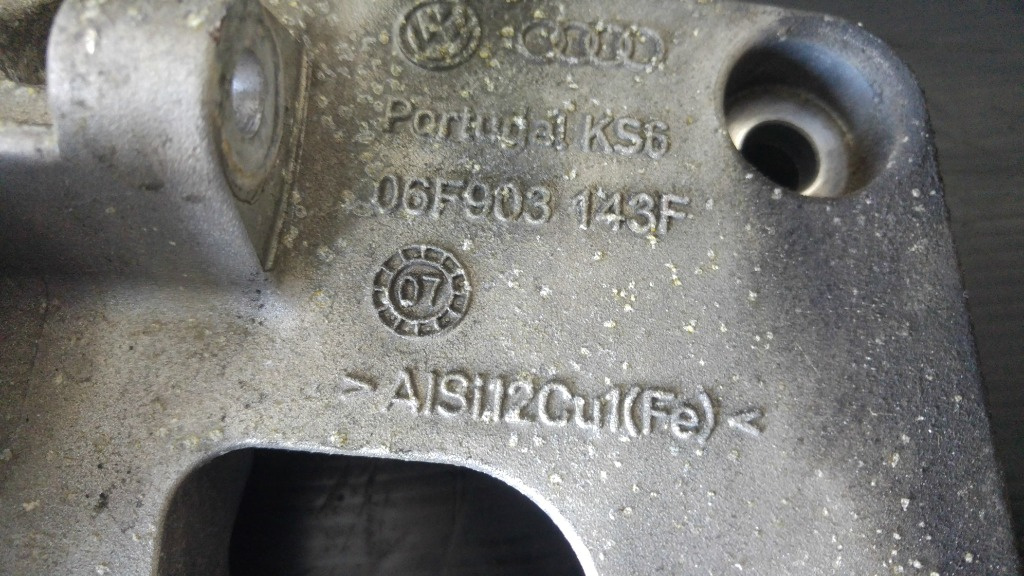 Portugal KS6
06F903 143F
07
>AlSi12Cu1(Fe)<